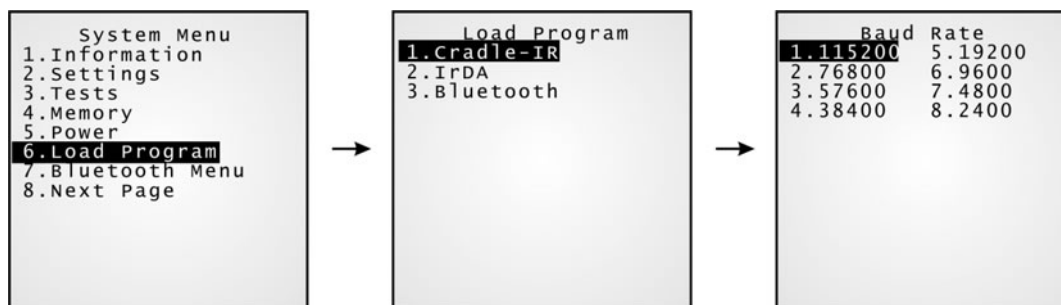 System Menu
1.Information
2.Settings
3.Tests
4.Memory
5.Power
6.Load Program
7.Bluetooth Menu
8.Next Page
Load Program
1.Cradle-IR
2.IrDA
3.Bluetooth
Baud Rate
1.115200 5.19200
2.76800 6.9600
3.57600 7.4800
4.38400 8.2400